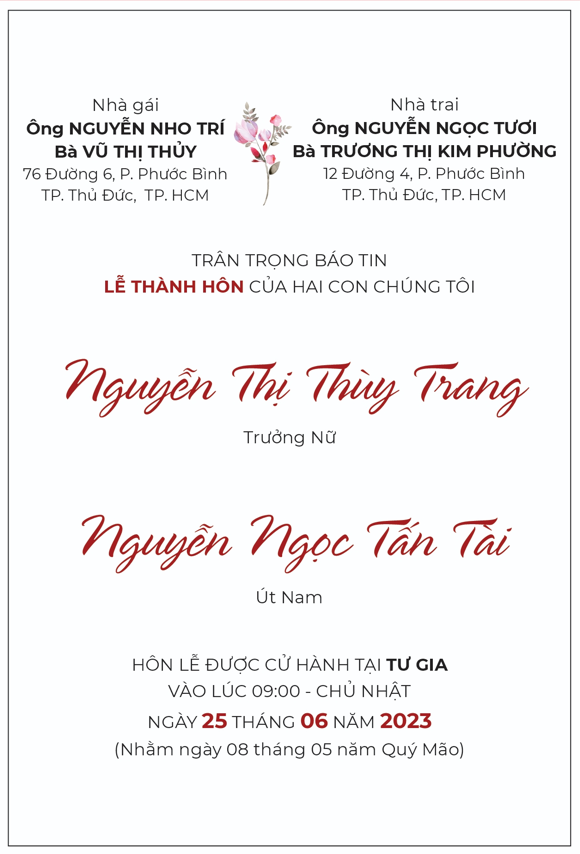 Nhà gái
Ông NGUYỄN NHO TRÍ
Bà VŨ THỊ THỦY
76 Đường 6, P. Phước Bình
TP. Thủ Đức, TP. HCM
Nhà trai
Ông NGUYỄN NGỌC TƯƠI
Bà TRƯƠNG THỊ KIM PHƯỜNG
12 Đường 4, P. Phước Bình
TP. Thủ Đức, TP. HCM
TRÂN TRỌNG BÁO TIN
LỄ THÀNH HÔN CỦA HAI CON CHÚNG TÔI
Nguyễn Thị Thùy Trang
Trưởng Nữ
Nguyễn Ngọc Tấn Tài
Út Nam
HÔN LỄ ĐƯỢC CỬ HÀNH TẠI TƯ GIA
VÀO LÚC 09:00 - CHỦ NHẬT
NGÀY 25 THÁNG 06 NĂM 2023
(Nhằm ngày 08 tháng 05 năm Quý Mão)